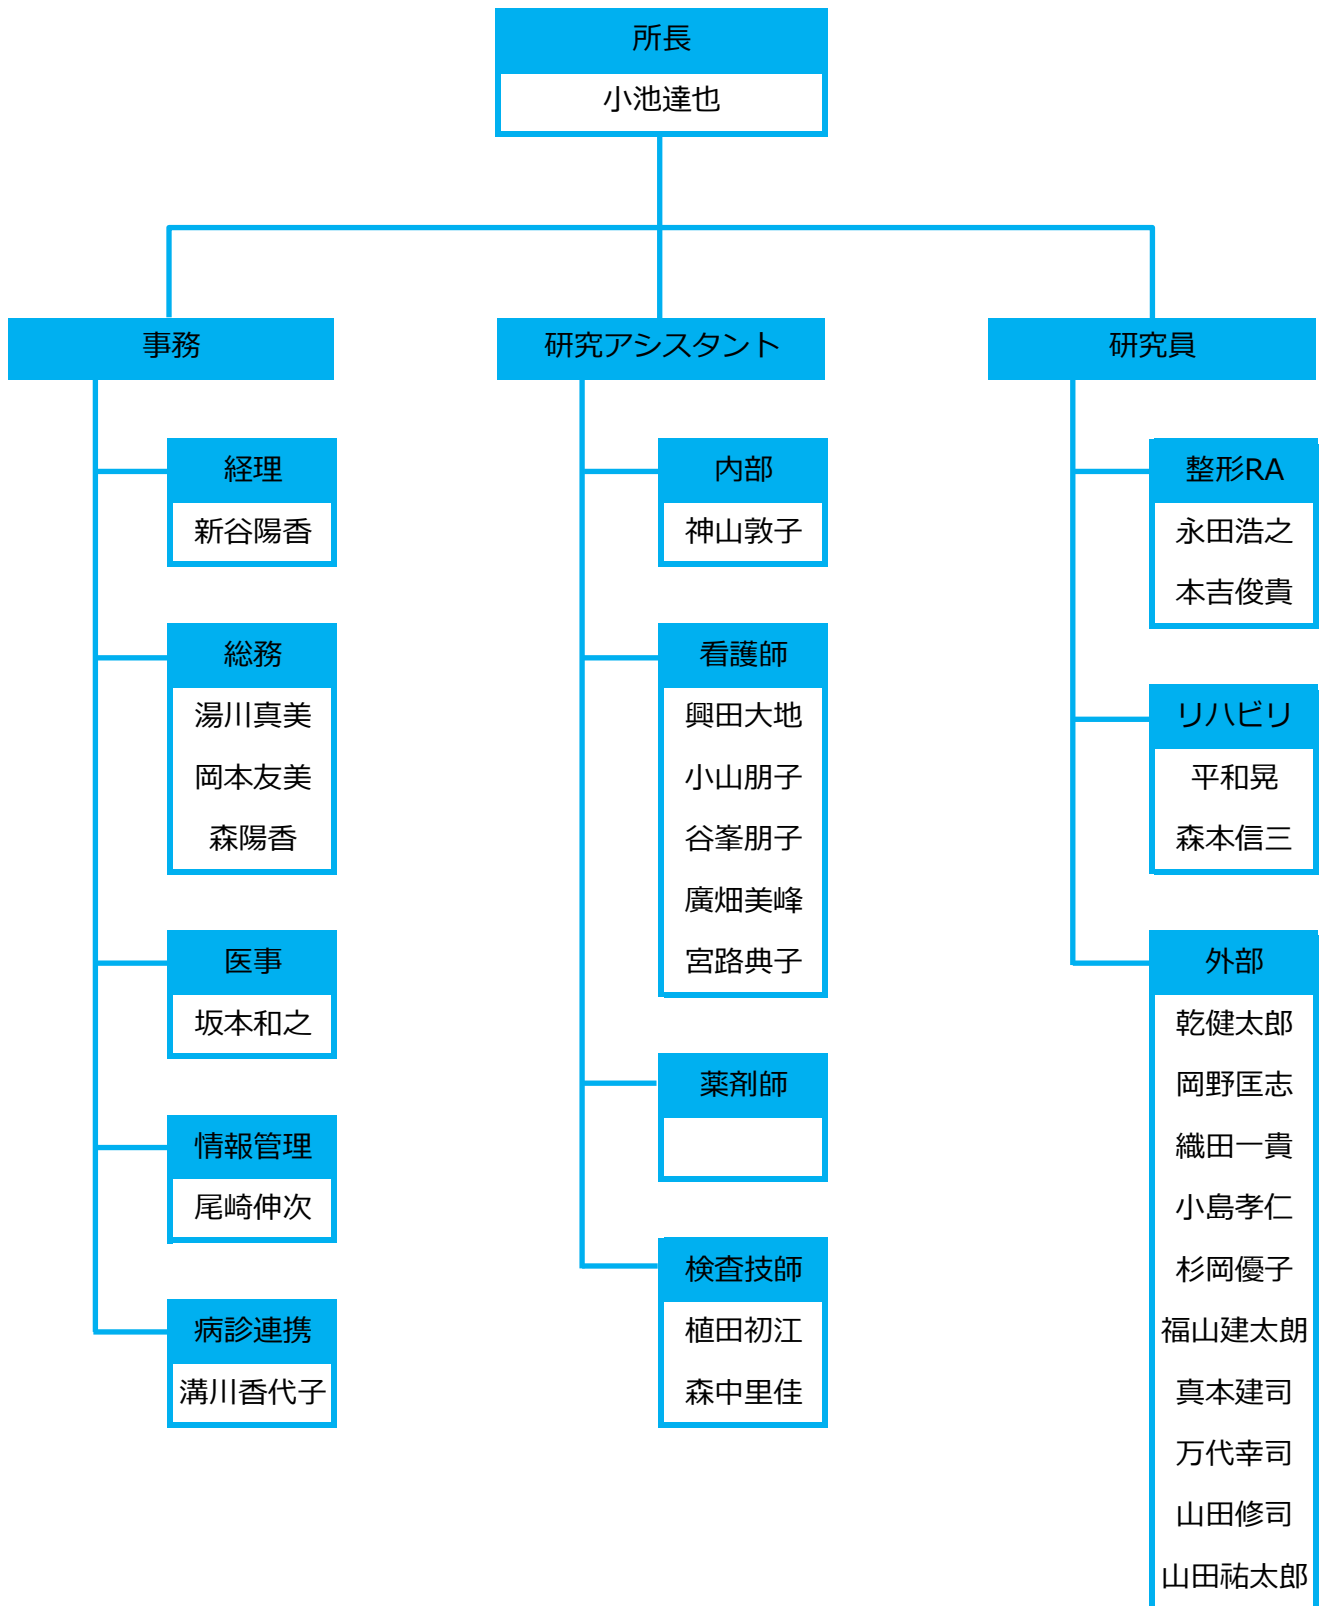 所長
小池達也
事務
経理
新谷陽香
総務
湯川真美
岡本友美
森陽香
医事
坂本和之
情報管理
尾崎伸次
病診連携
溝川香代子
研究アシスタント
内部
神山敦子
看護師
興田大地
小山朋子
谷峯朋子
廣畑美峰
宮路典子
薬剤師
検査技師
植田初江
森中里佳
研究員
整形RA
永田浩之
本吉俊貴
リハビリ
平和晃
森本信三
外部
乾健太郎
岡野匡志
織田一貴
小島孝仁
杉岡優子
福山建太朗
真本建司
万代幸司
山田修司
山田祐太郎